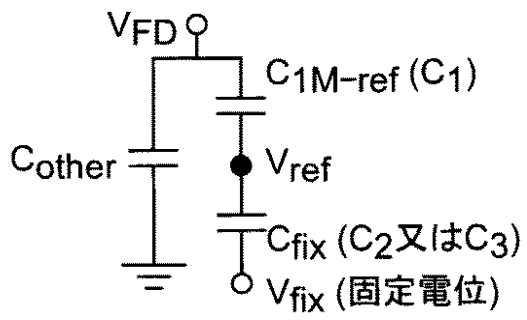 VFD
C1M-ref (C1)
Cother
Vref
Cfix (C2又はC3)
Vfix (固定電位)